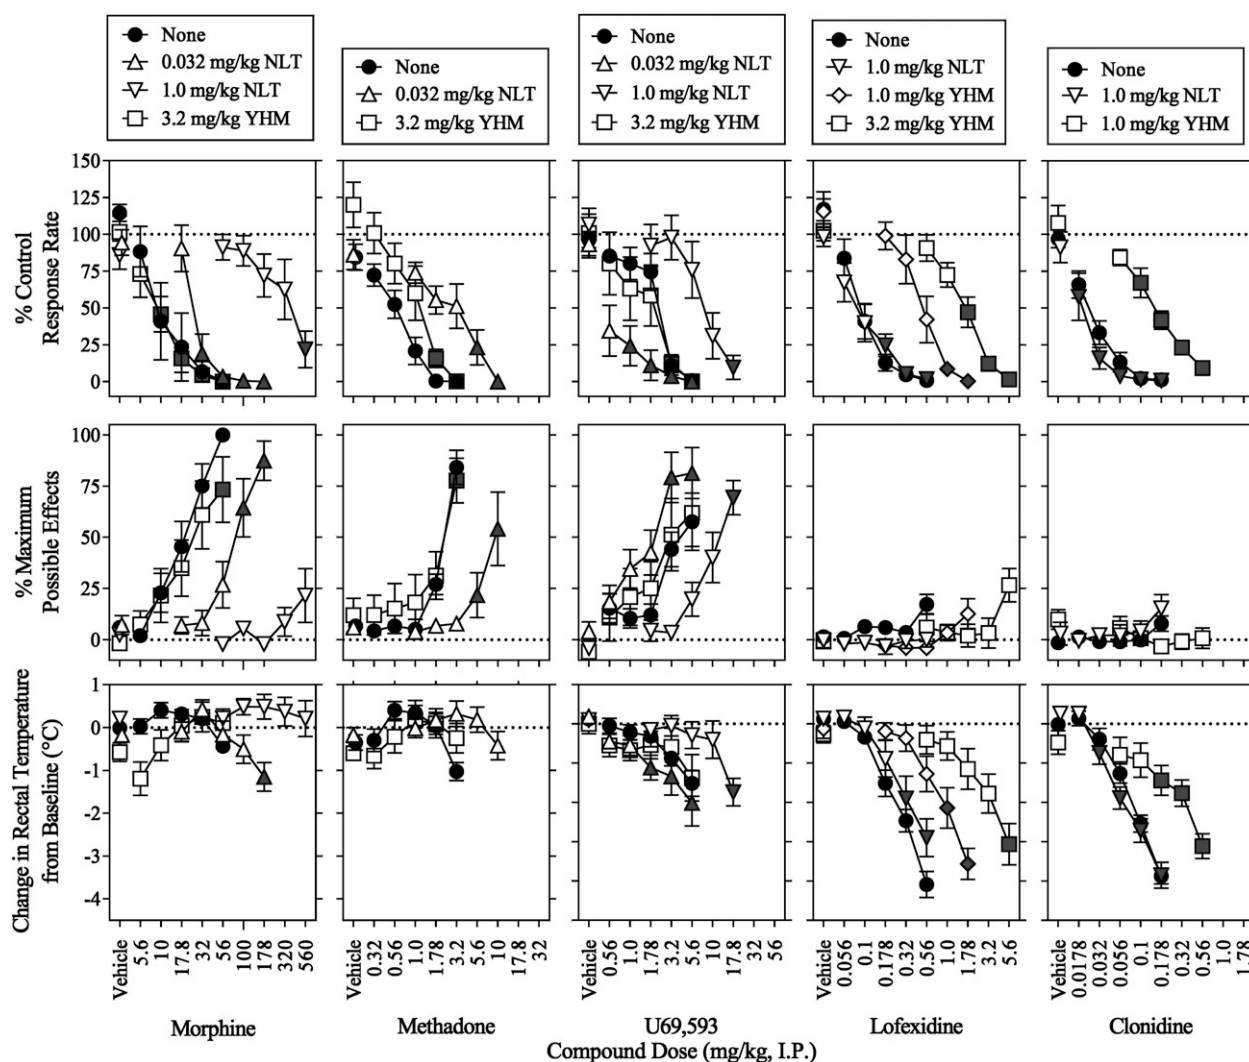 None
0.032 mg/kg NLT
1.0 mg/kg NLT
3.2 mg/kg YHM
None
0.032 mg/kg NLT
3.2 mg/kg YHM
None
0.032 mg/kg NLT
1.0 mg/kg NLT
3.2 mg/kg YHM
None
1.0 mg/kg NLT
1.0 mg/kg YHM
3.2 mg/kg YHM
None
1.0 mg/kg NLT
1.0 mg/kg YHM
% Control
Response Rate
150
125
100
75
50
25
0
% Maximum
Possible Effects
100
75
50
25
0
Change in Rectal Temperature
from Baseline (°C)
1
0
-1
-2
-3
-4
Vehicle
5.6
10
17.8
32
56
100
178
320
560
Morphine
Vehicle
0.32
0.56
1.0
1.78
3.2
5.6
10
17.8
32
Methadone
Vehicle
0.56
1.0
1.78
3.2
5.6
10
17.8
32
56
U69,593
Vehicle
0.056
0.1
0.178
0.32
0.56
1.0
1.78
3.2
5.6
Lofexidine
Vehicle
0.0178
0.032
0.056
0.1
0.178
0.32
0.56
1.0
1.78
Clonidine
Compound Dose (mg/kg, I.P.)